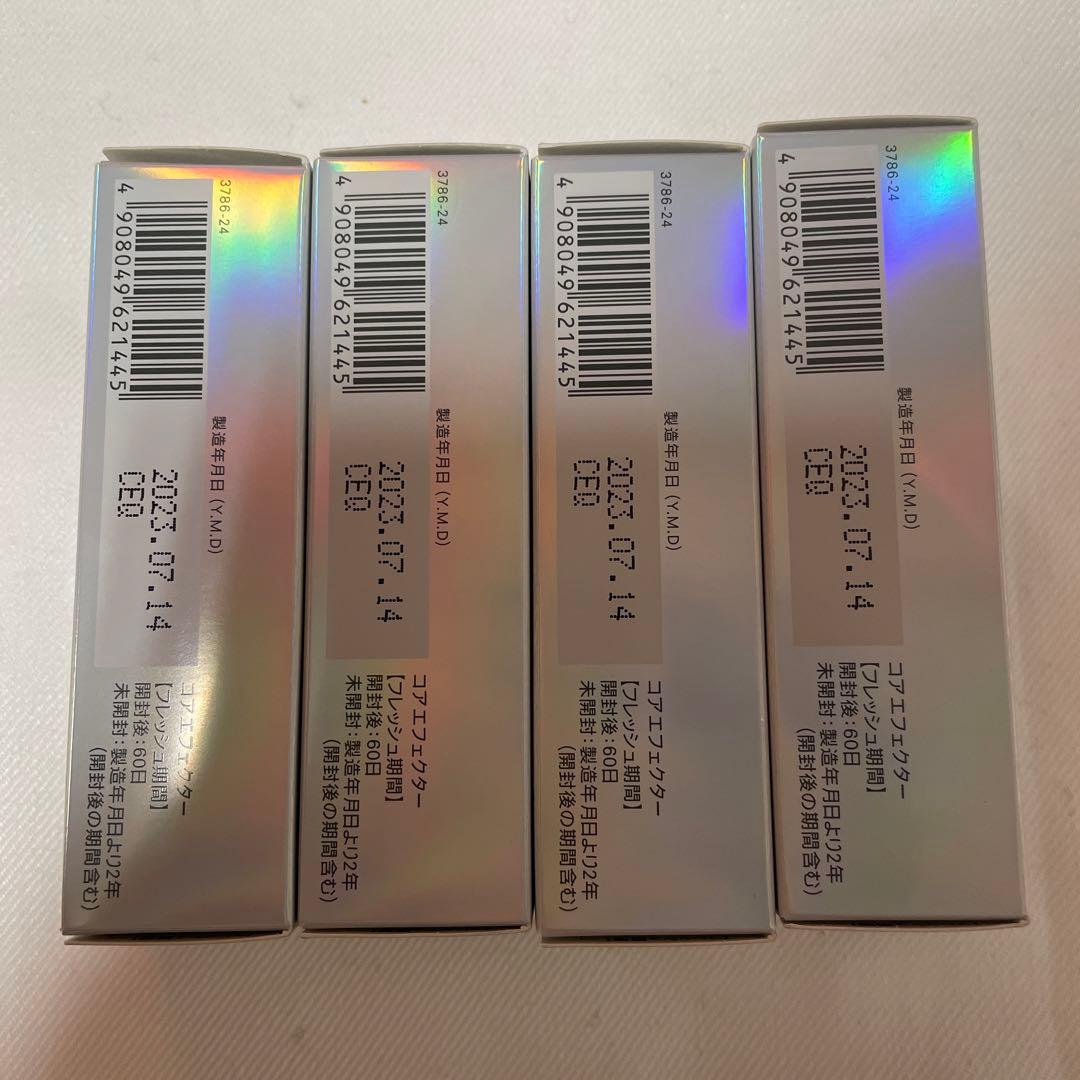 3786-24
4 908049 621445
製造年月日 (Y.M.D)
2023.07.14
CEQ
コアエフェクター
【フレッシュ期間】
開封後：60日
未開封：製造年月日より2年
(開封後の期間含む)
3786-24
4 908049 621445
製造年月日 (Y.M.D)
2023.07.14
CEQ
コアエフェクター
【フレッシュ期間】
開封後：60日
未開封：製造年月日より2年
(開封後の期間含む)
3786-24
4 908049 621445
製造年月日 (Y.M.D)
2023.07.14
CEQ
コアエフェクター
【フレッシュ期間】
開封後：60日
未開封：製造年月日より2年
(開封後の期間含む)
3786-24
4 908049 621445
製造年月日 (Y.M.D)
2023.07.14
CEQ
コアエフェクター
【フレッシュ期間】
開封後：60日
未開封：製造年月日より2年
(開封後の期間含む)